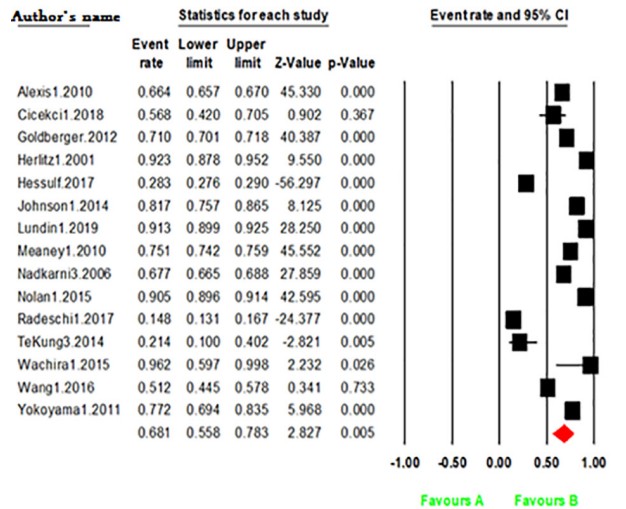 Author's name Statistics for each study Event rate and 95% CI
Event rate Lower limit Upper limit Z-Value p-Value
Alexis1.2010 0.664 0.657 0.670 45.330 0.000
Cicekci1.2018 0.568 0.420 0.705 0.902 0.367
Goldberger.2012 0.710 0.701 0.718 40.387 0.000
Herlitz1.2001 0.923 0.878 0.952 9.550 0.000
Hessulf.2017 0.283 0.276 0.290 -56.297 0.000
Johnson1.2014 0.817 0.757 0.865 8.125 0.000
Lundin1.2019 0.913 0.899 0.925 28.250 0.000
Meaney1.2010 0.751 0.742 0.759 45.552 0.000
Nadkarni3.2006 0.677 0.665 0.688 27.859 0.000
Nolan1.2015 0.905 0.896 0.914 42.595 0.000
Radeschi1.2017 0.148 0.131 0.167 -24.377 0.000
TeKung3.2014 0.214 0.100 0.402 -2.821 0.005
Wachira1.2015 0.962 0.597 0.998 2.232 0.026
Wang1.2016 0.512 0.445 0.578 0.341 0.733
Yokoyama1.2011 0.772 0.694 0.835 5.968 0.000
0.681 0.558 0.783 2.827 0.005
-1.00 -0.50 0.00 0.50 1.00
Favours A Favours B